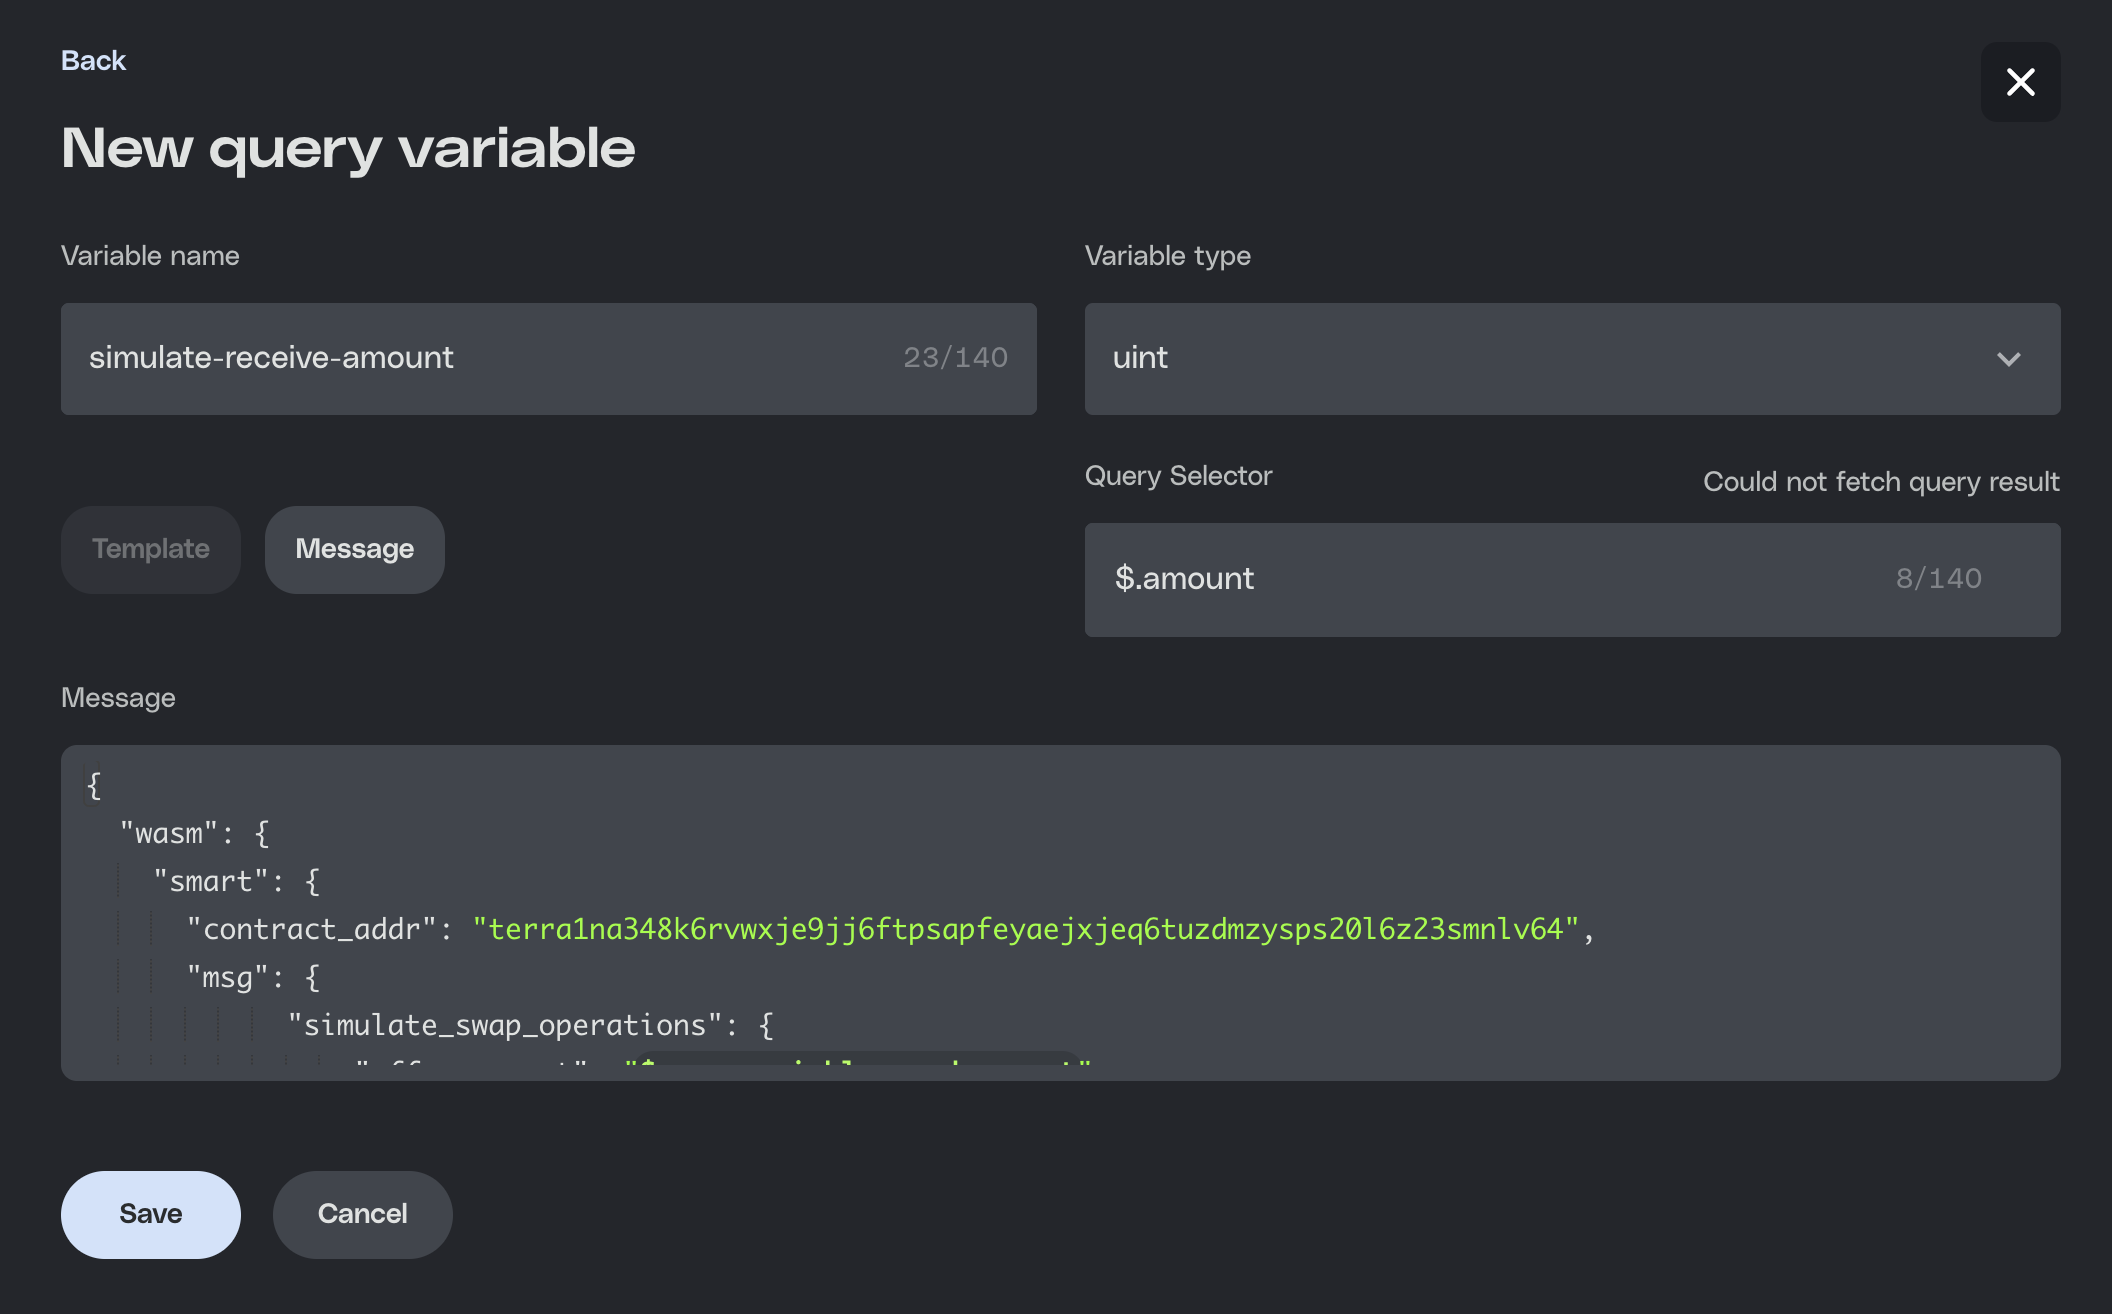 Back
New query variable
Variable name
Variable type
simulate-receive-amount
23/140
uint
Query Selector
Could not fetch query result
Template
Message
$.amount
8/140
Message
{
"wasm": {
"smart": {
"contract_addr": "terra1na348k6rvwxje9jj6ftpsapfeyaejxjeq6tuzdmzysps20l6z23smnlv64",
"msg": {
"simulate_swap_operations": {
Save
Cancel